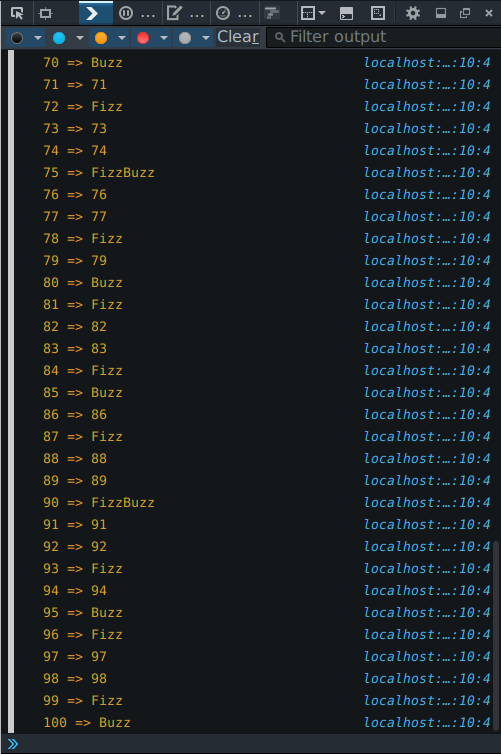 ... ... ...
Clear Filter output
70 => Buzz localhost:…:10:4
71 => 71 localhost:…:10:4
72 => Fizz localhost:…:10:4
73 => 73 localhost:…:10:4
74 => 74 localhost:…:10:4
75 => FizzBuzz localhost:…:10:4
76 => 76 localhost:…:10:4
77 => 77 localhost:…:10:4
78 => Fizz localhost:…:10:4
79 => 79 localhost:…:10:4
80 => Buzz localhost:…:10:4
81 => Fizz localhost:…:10:4
82 => 82 localhost:…:10:4
83 => 83 localhost:…:10:4
84 => Fizz localhost:…:10:4
85 => Buzz localhost:…:10:4
86 => 86 localhost:…:10:4
87 => Fizz localhost:…:10:4
88 => 88 localhost:…:10:4
89 => 89 localhost:…:10:4
90 => FizzBuzz localhost:…:10:4
91 => 91 localhost:…:10:4
92 => 92 localhost:…:10:4
93 => Fizz localhost:…:10:4
94 => 94 localhost:…:10:4
95 => Buzz localhost:…:10:4
96 => Fizz localhost:…:10:4
97 => 97 localhost:…:10:4
98 => 98 localhost:…:10:4
99 => Fizz localhost:…:10:4
100 => Buzz localhost:…:10:4